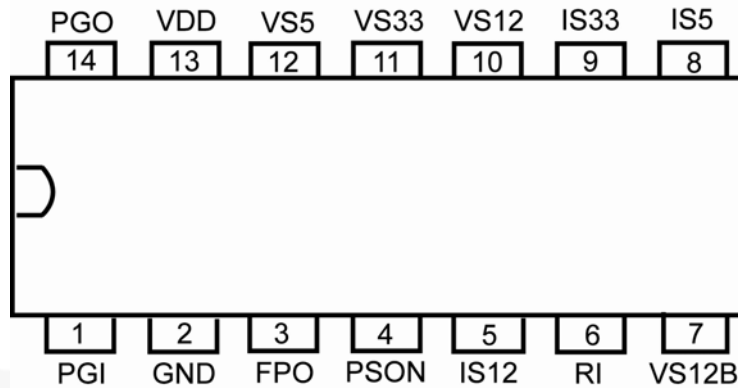 PGO VDD VS5 VS33 VS12 IS33 IS5
14 13 12 11 10 9 8
1 2 3 4 5 6 7
PGI GND FPO PSON IS12 RI VS12B